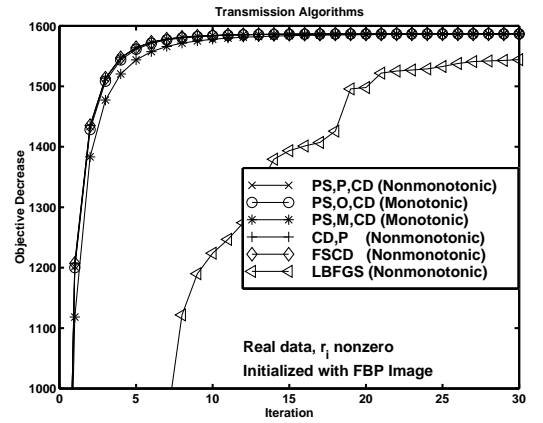 Transmission Algorithms
Objective Decrease
1600
1500
1400
1300
1200
1100
1000
PS,P,CD (Nonmonotonic)
PS,O,CD (Monotonic)
PS,M,CD (Monotonic)
CD,P (Nonmonotonic)
FSCD (Nonmonotonic)
LBFGS (Nonmonotonic)
Real data, ri nonzero
Initialized with FBP Image
0 5 10 15 20 25 30
Iteration